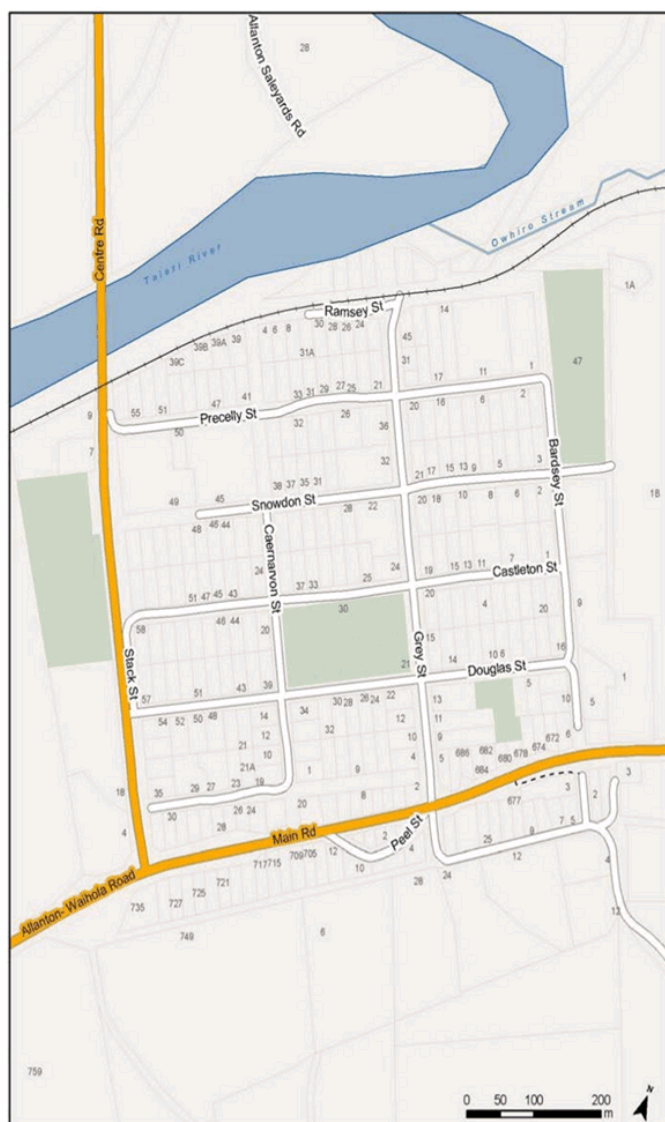 28
Allanton Saleyards Rd
Owhiro Stream
Centre Rd
Taieri River
1A
Ramsey St
14
39C 39B 39A 39 4 6 8 30 28 26 24
45
31A
31
47
9 55 51 47 41 33 31 29 27 25 21 17 11 1
Precelly St
50 32 26 20 16 6 2
7
36
32
Bardsey St
49 45 38 37 35 31 21 17 15 13 9 5 3
Snowdon St
48 46 44 28 22 20 18 10 8 6 2
18
Caernarvon St
24 24
51 47 45 43 37 33 25 19 15 13 11 7 1
Castleton St
58 46 44 30 20 4 9
20 20
Stack St
Grey St
15
57 51 43 39 21 14 10 6 16
Douglas St
54 52 50 48 14 34 30 28 26 24 22 13 5 10 5 1
12 32 12 11
21 10 10 9 6
21A 1 9 4 5 686 682 680 678 674 672
684
35 29 27 23 19
18 30 26 24 20 8 2 677 3 2 3
28
4
Main Rd
Peel St
12 2 4 25 9 7 5
10 12 4
717 715 709 705
28 24
Allanton- Waihola Road
735 727 725 721
749 6 12
759
N
0 50 100 200
m